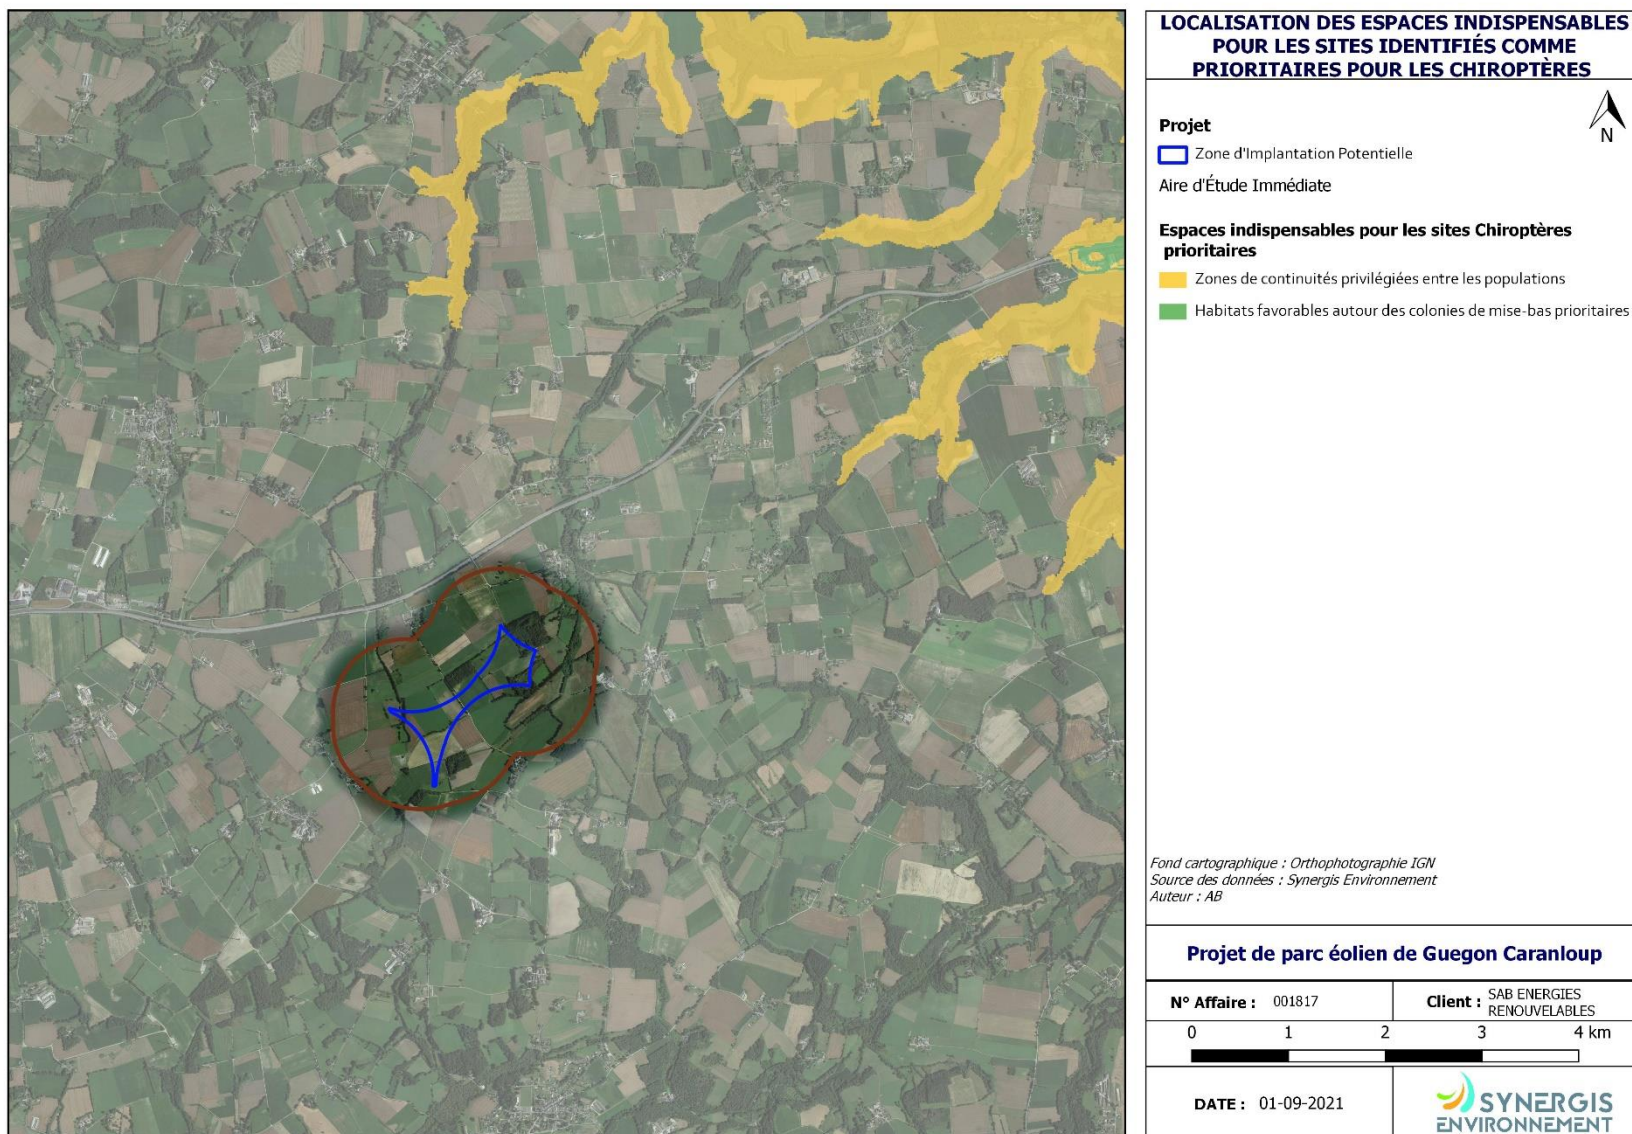 LOCALISATION DES ESPACES INDISPENSABLES
POUR LES SITES IDENTIFIÉS COMME
PRIORITAIRES POUR LES CHIROPTÈRES
N
Projet
Zone d'Implantation Potentielle
Aire d'Étude Immédiate
Espaces indispensables pour les sites Chiroptères
prioritaires
Zones de continuités privilégiées entre les populations
Habitats favorables autour des colonies de mise-bas prioritaires
Fond cartographique : Orthophotographie IGN
Source des données : Synergis Environnement
Auteur : AB
Projet de parc éolien de Guegon Caranloup
N° Affaire : 001817
Client : SAB ENERGIES
RENOUVELABLES
0 1 2 3 4 km
DATE : 01-09-2021
SYNERGIS
ENVIRONNEMENT